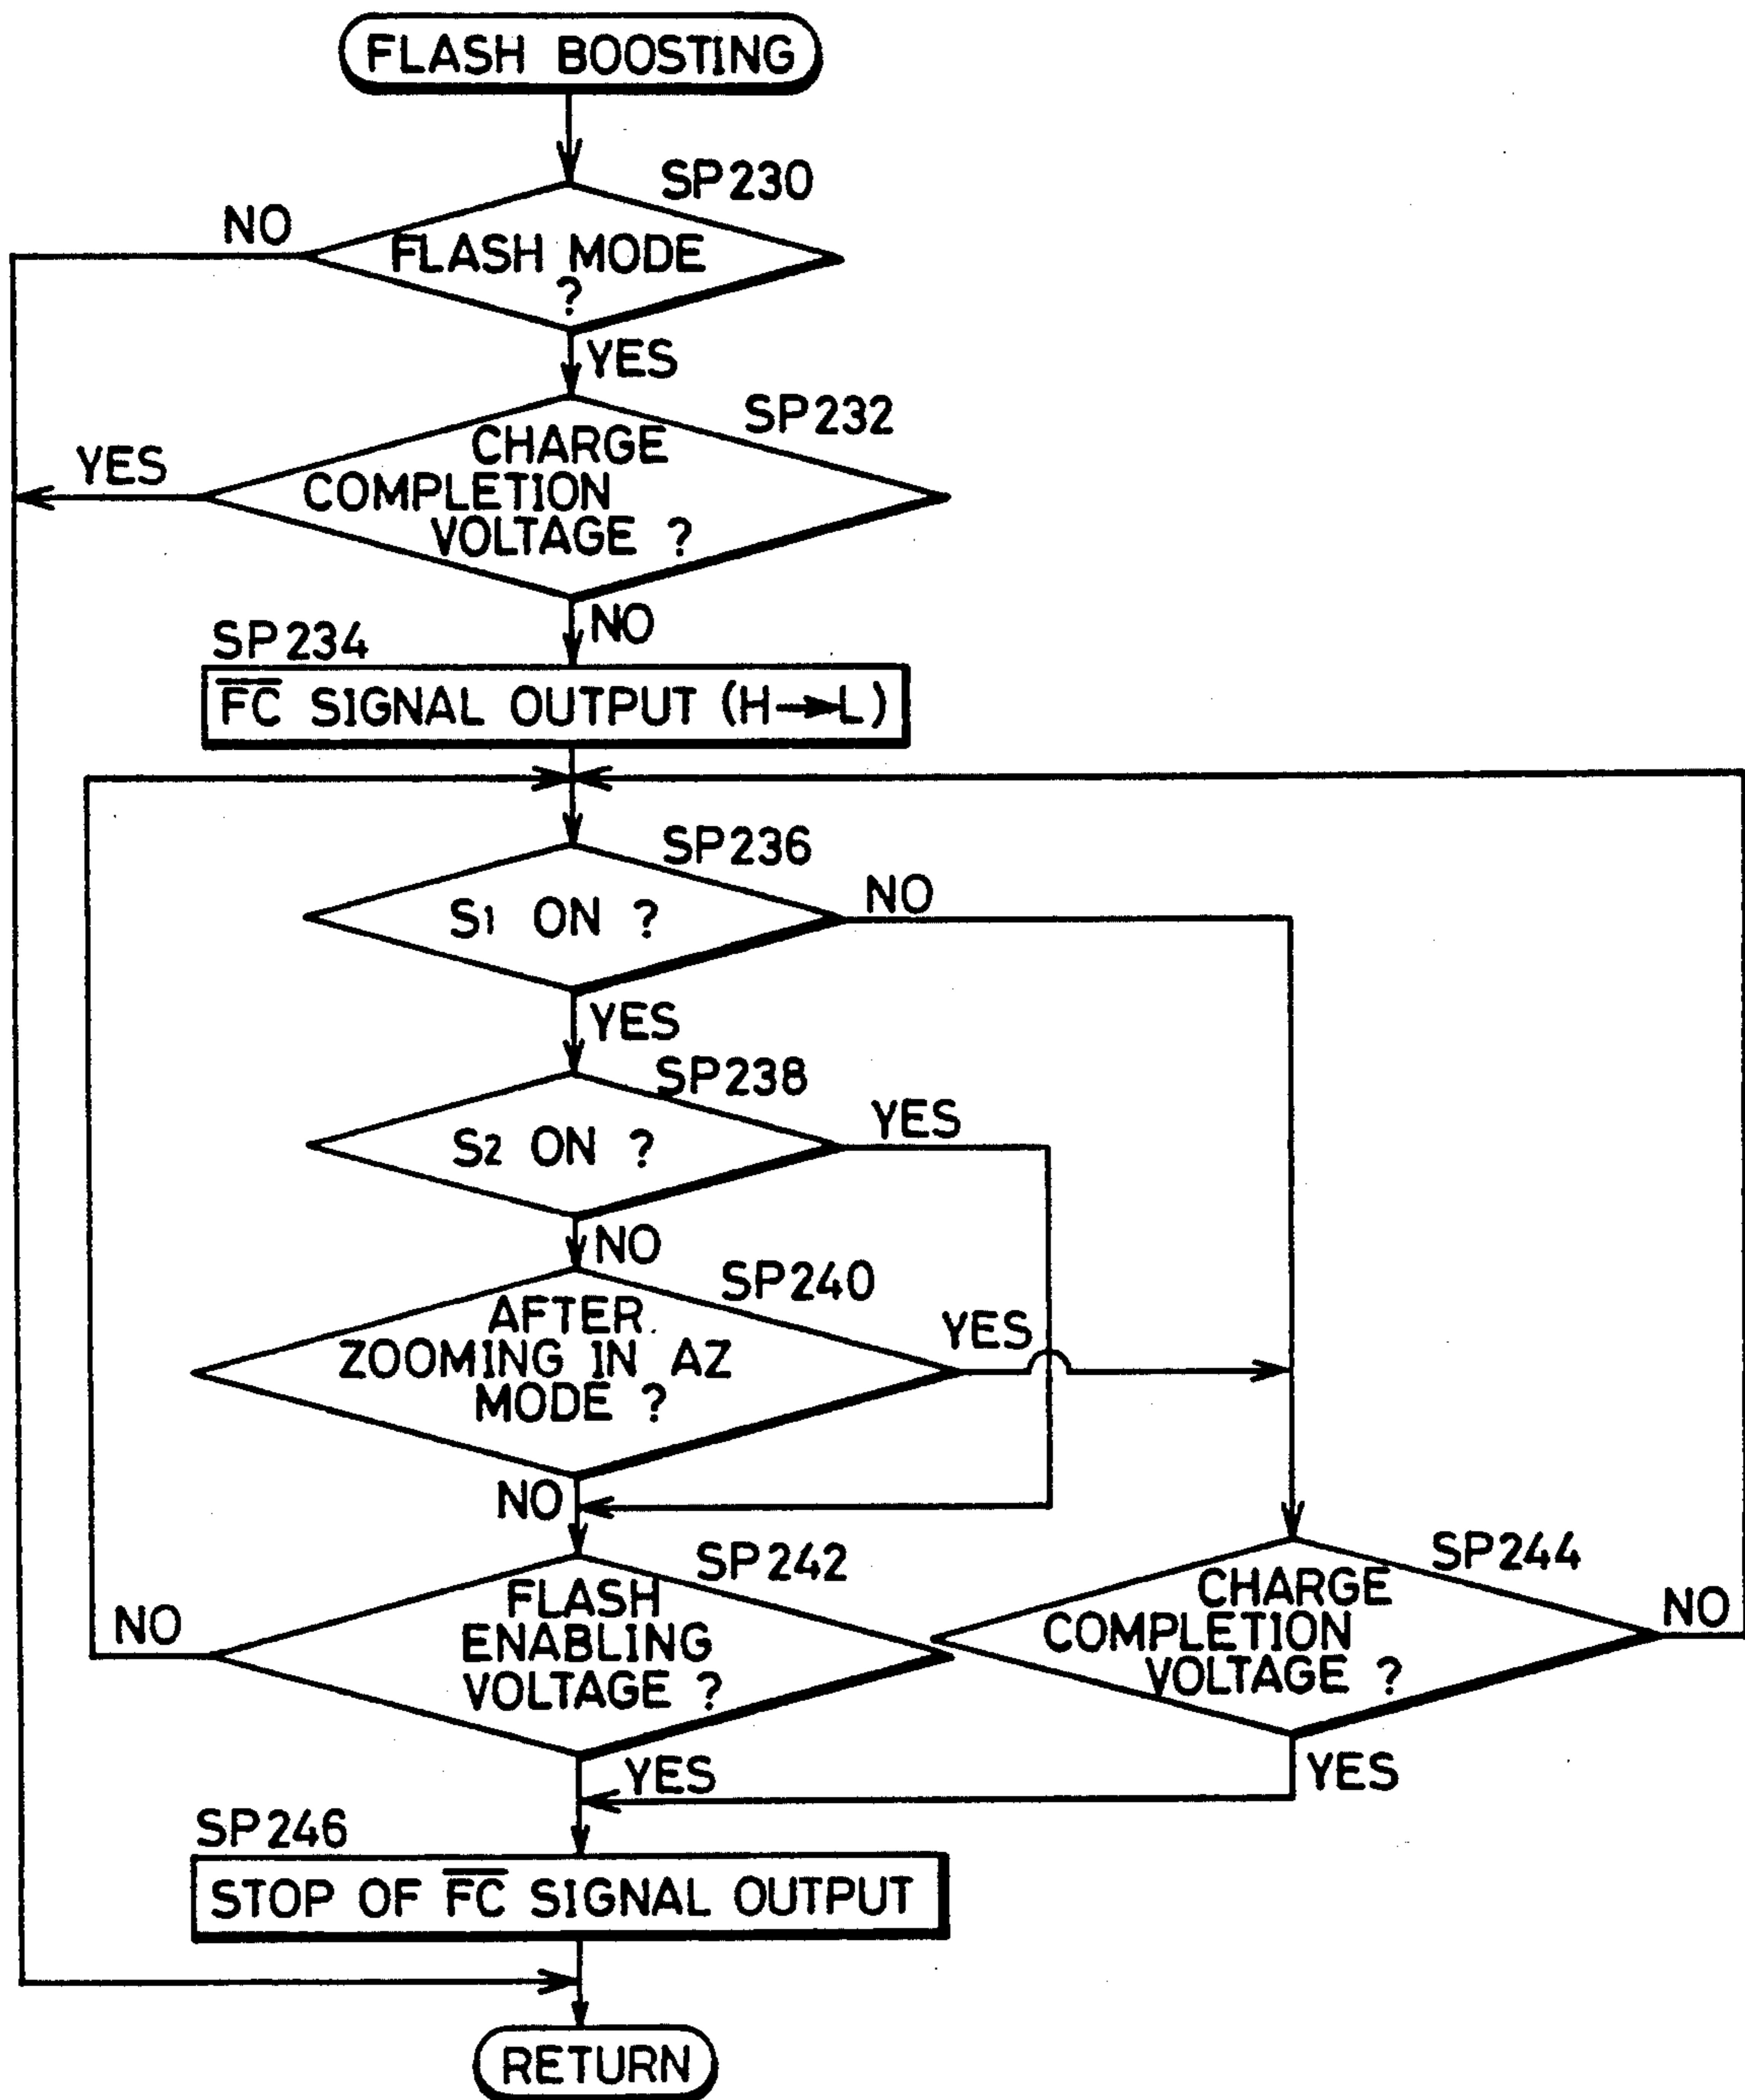 FLASH BOOSTING
SP230
NO
FLASH MODE
?
YES
SP232
YES
CHARGE
COMPLETION
VOLTAGE ?
NO
SP234
F̅C̅ SIGNAL OUTPUT (H→L)
SP236
NO
S1 ON ?
YES
SP238
YES
S2 ON ?
NO
SP240
AFTER
YES
ZOOMING IN AZ
MODE ?
NO
SP242
SP244
FLASH
CHARGE
NO
NO
ENABLING
COMPLETION
VOLTAGE ?
VOLTAGE ?
YES
YES
SP246
STOP OF F̅C̅ SIGNAL OUTPUT
RETURN